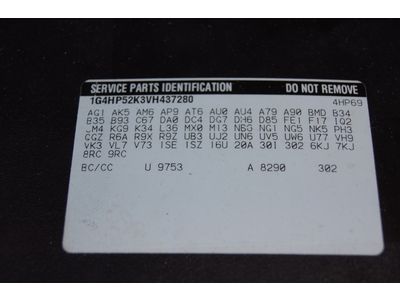 SERVICE PARTS IDENTIFICATION DO NOT REMOVE
1G4HP52K3VH437280 4HP69
AG1 AK5 AM6 AP9 AT6 AU0 AU4 A79 A90 BMD B34
B35 B93 C67 DA0 DC4 DG7 DH6 D85 FE1 F17 IQ2
JM4 KG9 K34 L36 MX0 M13 NBG NG1 NG5 NK5 PH3
CGZ R6A R9X R9Z UB3 UJ2 UN6 UV5 UW6 U77 VH9
VK3 VL7 V73 1SE 1SZ 16U 20A 301 302 6KJ 7KJ
8RC 9RC
BC/CC U 9753 A 8290 302